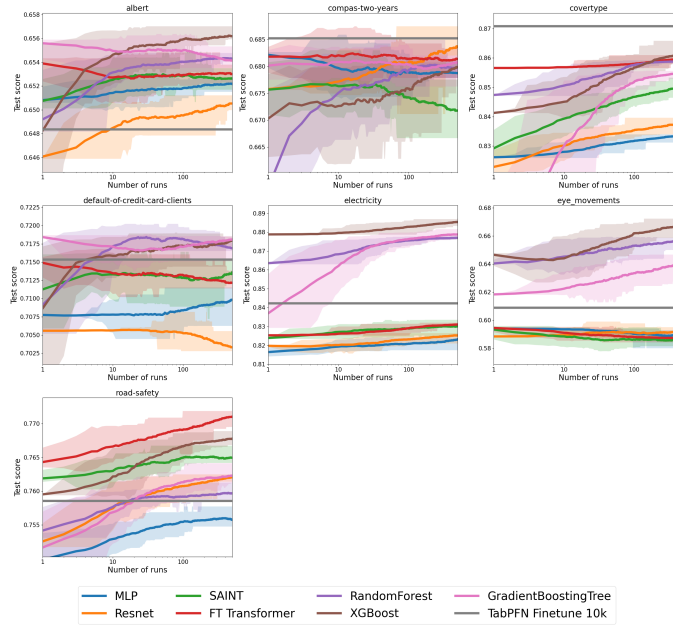 albert
0.658
0.656
0.654
0.652
0.650
0.648
0.646
Test score
1
10
100
Number of runs
compas-two-years
0.685
0.680
0.675
0.670
0.665
Test score
1
10
100
Number of runs
covertype
0.87
0.86
0.85
0.84
0.83
Test score
1
10
100
Number of runs
default-of-credit-card-clients
0.7225
0.7200
0.7175
0.7150
0.7125
0.7100
0.7075
0.7050
0.7025
Test score
1
10
100
Number of runs
electricity
0.89
0.88
0.87
0.86
0.85
0.84
0.83
0.82
0.81
Test score
1
10
100
Number of runs
eye_movements
0.68
0.66
0.64
0.62
0.60
0.58
Test score
1
10
100
Number of runs
road-safety
0.770
0.765
0.760
0.755
Test score
1
10
100
Number of runs
MLP SAINT RandomForest GradientBoostingTree
Resnet FT Transformer XGBoost TabPFN Finetune 10k